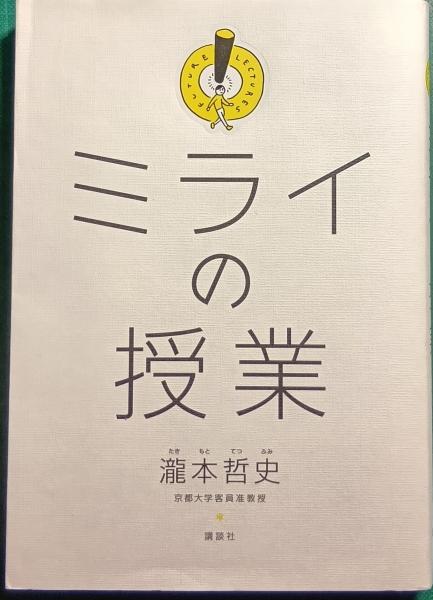 FUTURE LECTURES
ミライ
の
授業
たき もと てつ ふみ
瀧本哲史
京都大学客員准教授
講談社